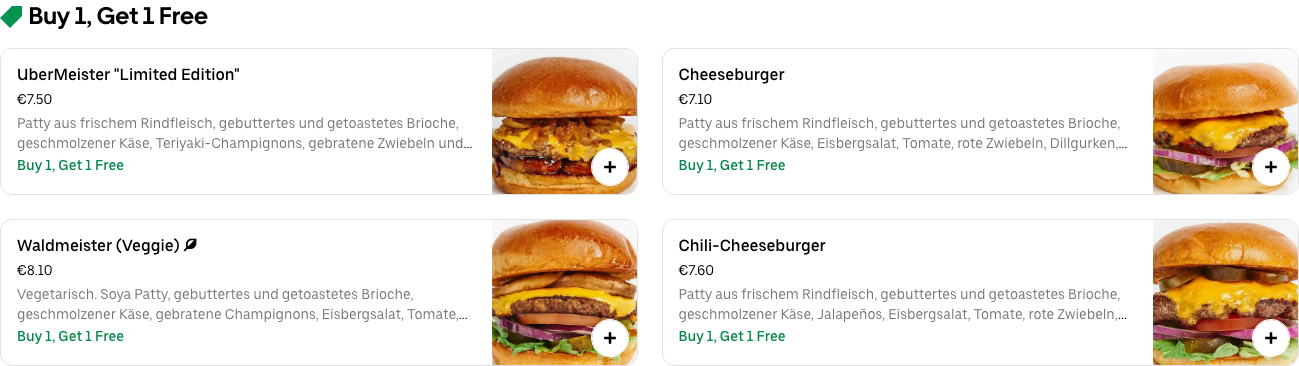 Buy 1, Get 1 Free
UberMeister "Limited Edition"
€7.50
Patty aus frischem Rindfleisch, gebuttertes und getoastetes Brioche,
geschmolzener Käse, Teriyaki-Champignons, gebratene Zwiebeln und...
Buy 1, Get 1 Free
Cheeseburger
€7.10
Patty aus frischem Rindfleisch, gebuttertes und getoastetes Brioche,
geschmolzener Käse, Eisbergsalat, Tomate, rote Zwiebeln, Dillgurken,...
Buy 1, Get 1 Free
Waldmeister (Veggie)
€8.10
Vegetarisch. Soya Patty, gebuttertes und getoastetes Brioche,
geschmolzener Käse, gebratene Champignons, Eisbergsalat, Tomate,...
Buy 1, Get 1 Free
Chili-Cheeseburger
€7.60
Patty aus frischem Rindfleisch, gebuttertes und getoastetes Brioche,
geschmolzener Käse, Jalapeños, Eisbergsalat, Tomate, rote Zwiebeln,...
Buy 1, Get 1 Free